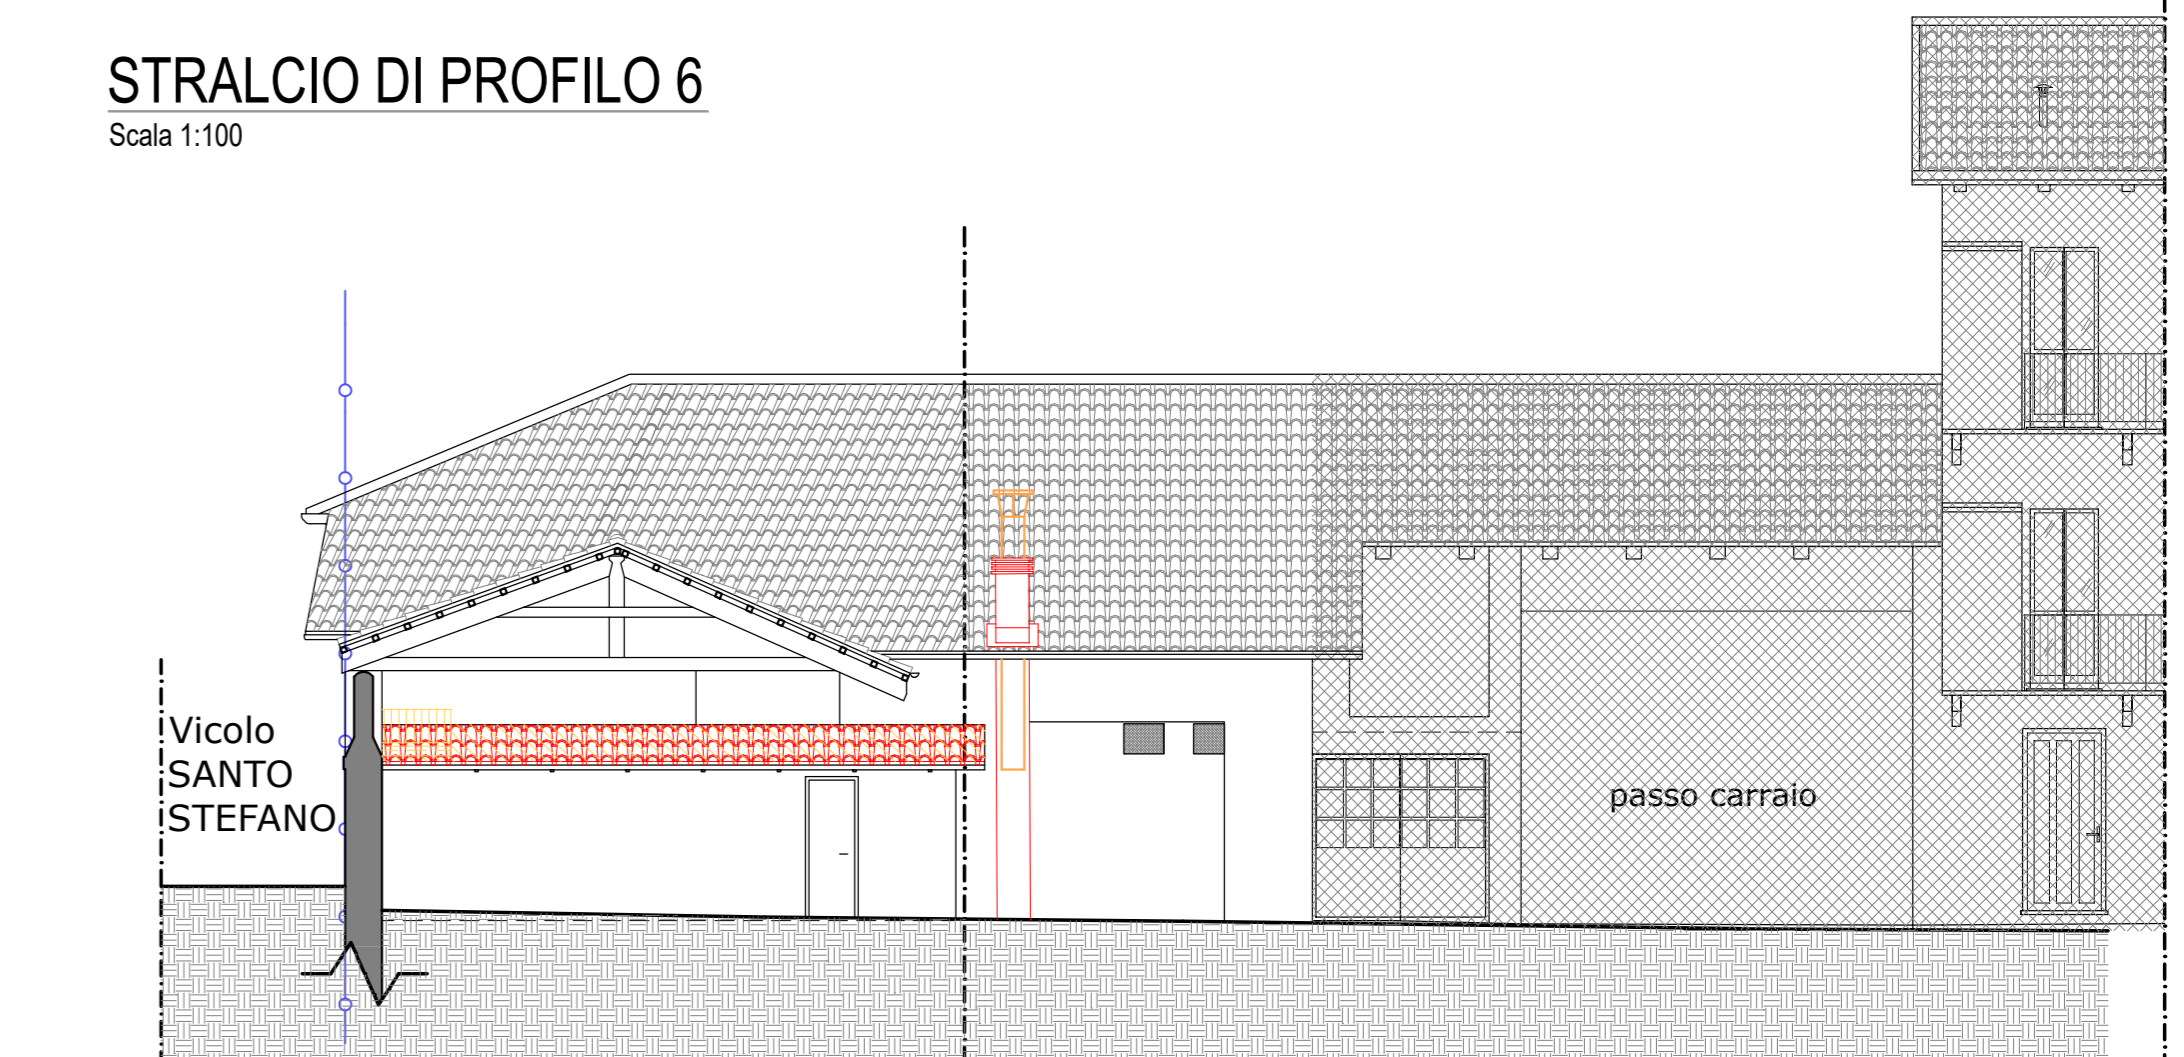 STRALCIO DI PROFILO 6
Scala 1:100
Vicolo
SANTO
STEFANO
passo carraio